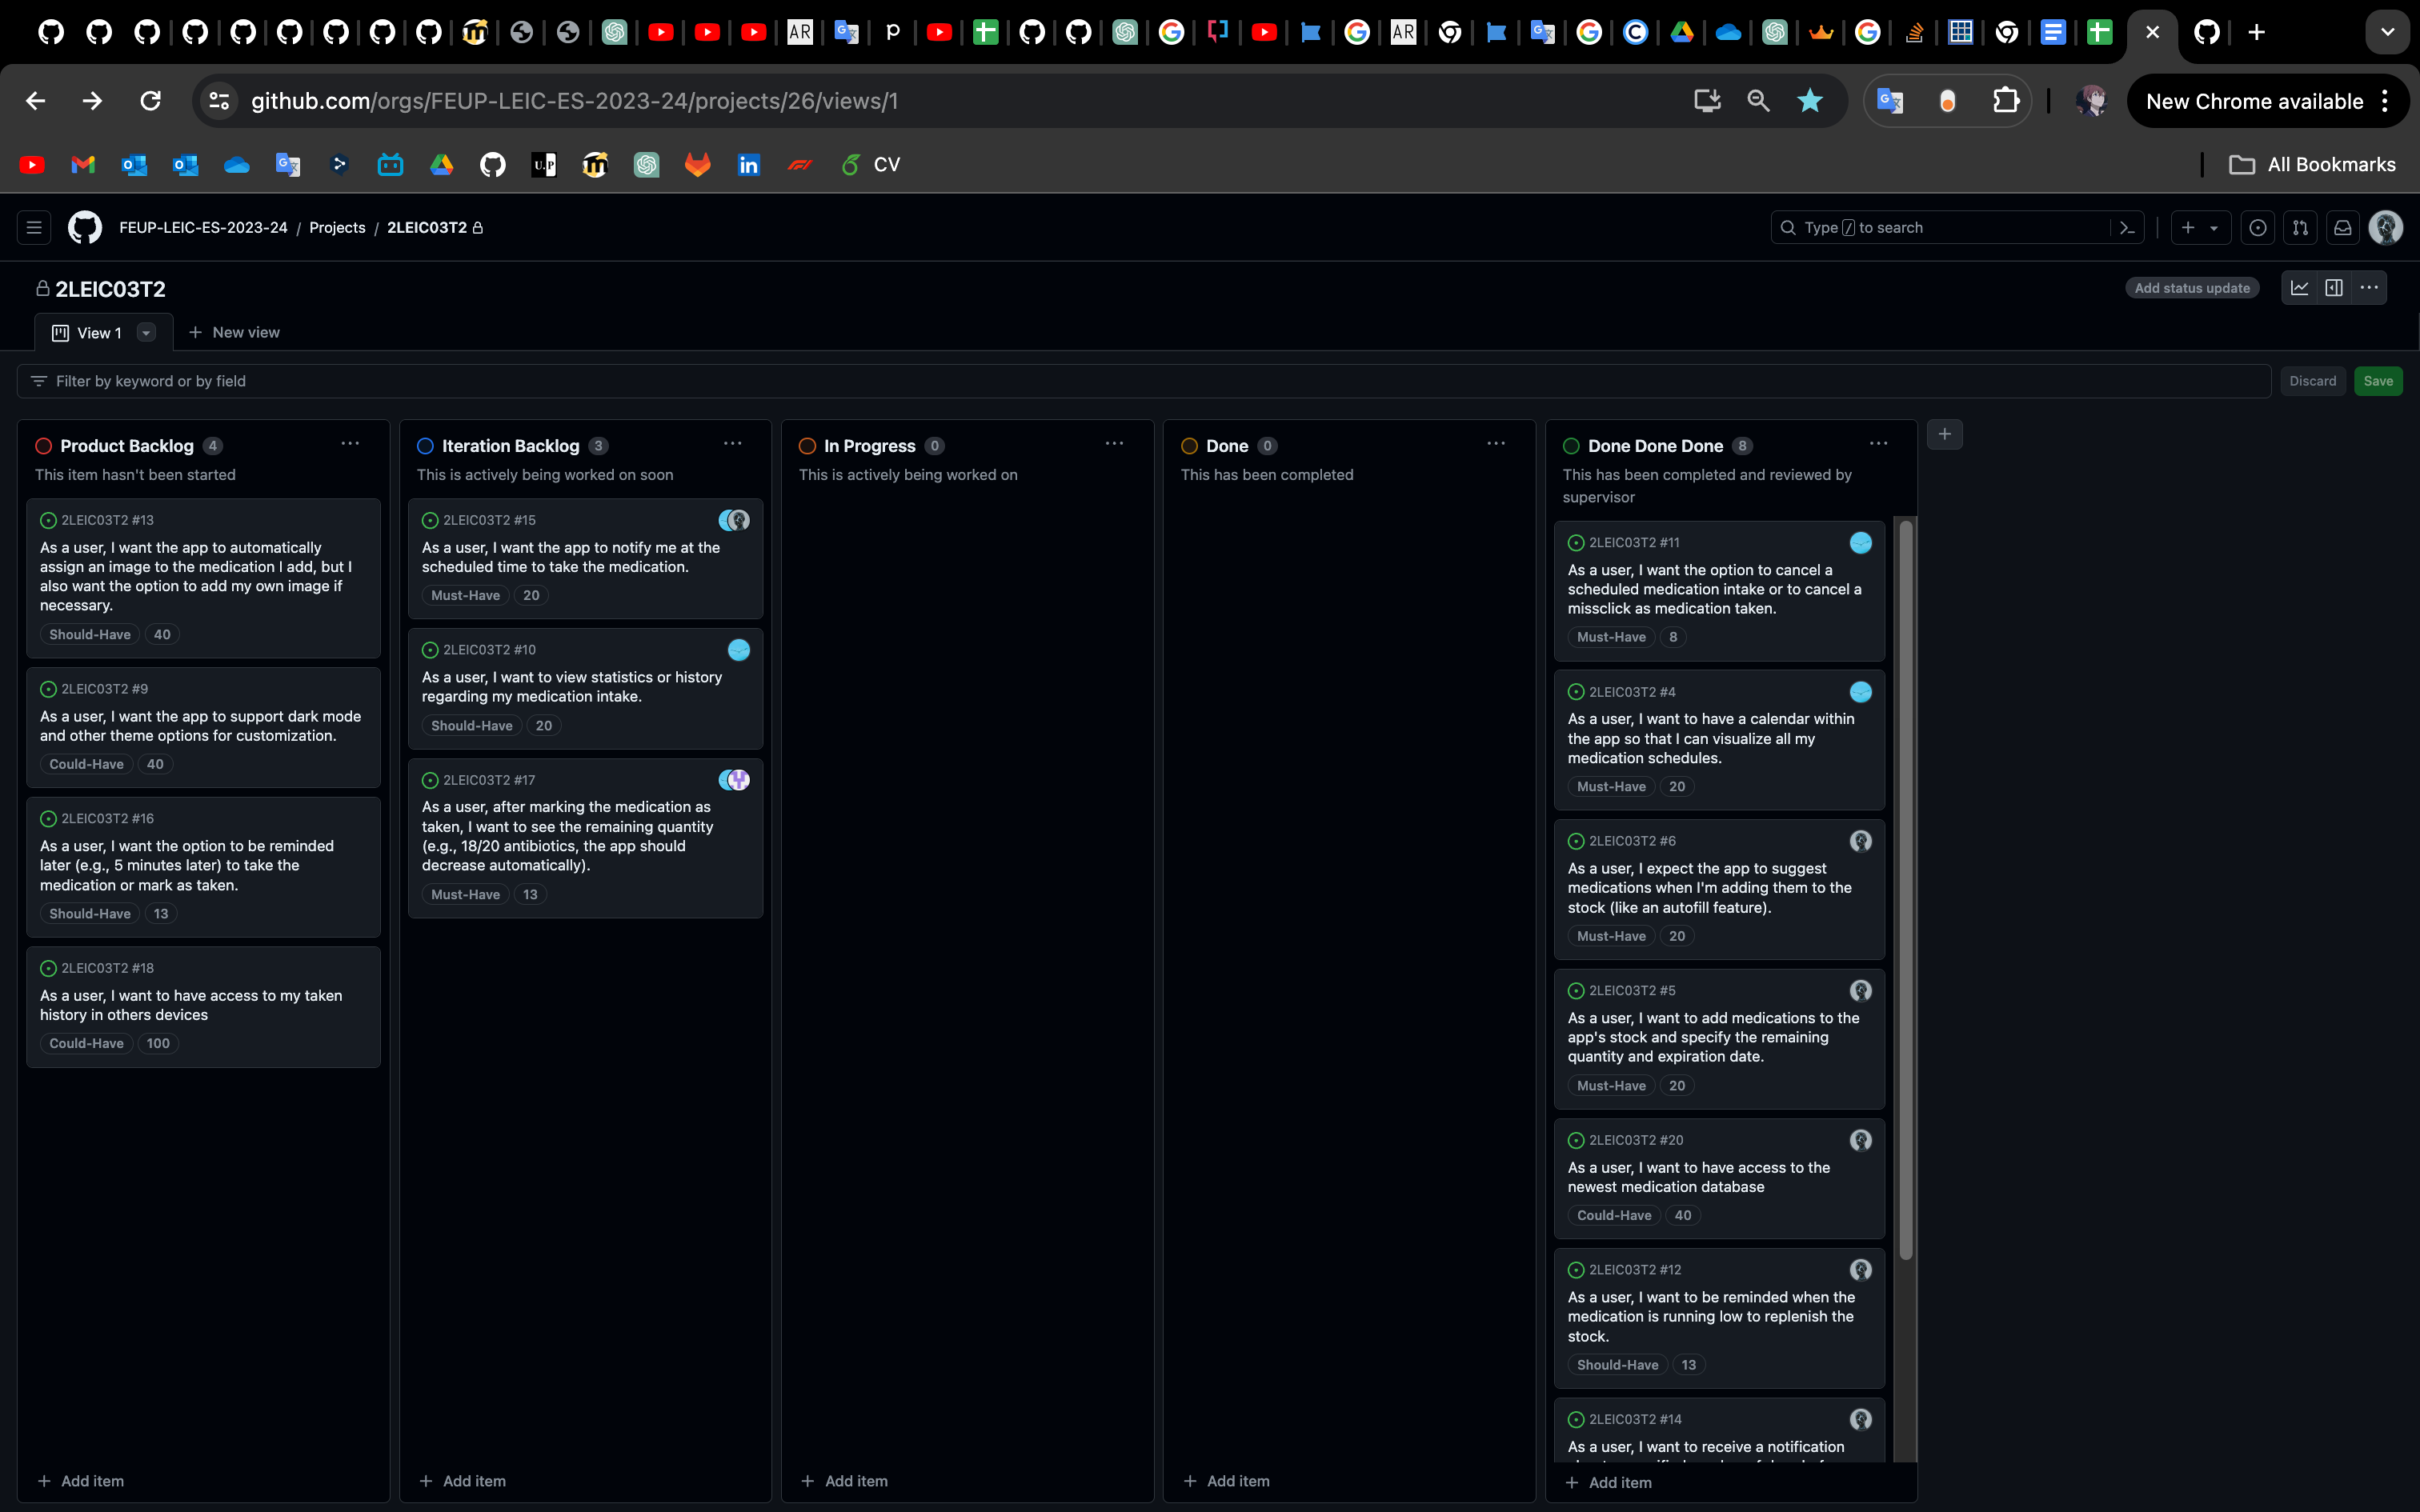 AR
P
AR
github.com/orgs/FEUP-LEIC-ES-2023-24/projects/26/views/1
New Chrome available
U.P
CV
All Bookmarks
FEUP-LEIC-ES-2023-24 / Projects / 2LEIC03T2
Type / to search
2LEIC03T2
Add status update
View 1
New view
Filter by keyword or by field
Discard
Save
Product Backlog 4
This item hasn't been started
2LEIC03T2 #13
As a user, I want the app to automatically
assign an image to the medication I add, but I
also want the option to add my own image if
necessary.
Should-Have 40
2LEIC03T2 #9
As a user, I want the app to support dark mode
and other theme options for customization.
Could-Have 40
2LEIC03T2 #16
As a user, I want the option to be reminded
later (e.g., 5 minutes later) to take the
medication or mark as taken.
Should-Have 13
2LEIC03T2 #18
As a user, I want to have access to my taken
history in others devices
Could-Have 100
Add item
Iteration Backlog 3
This is actively being worked on soon
2LEIC03T2 #15
As a user, I want the app to notify me at the
scheduled time to take the medication.
Must-Have 20
2LEIC03T2 #10
As a user, I want to view statistics or history
regarding my medication intake.
Should-Have 20
2LEIC03T2 #17
As a user, after marking the medication as
taken, I want to see the remaining quantity
(e.g., 18/20 antibiotics, the app should
decrease automatically).
Must-Have 13
Add item
In Progress 0
This is actively being worked on
Add item
Done 0
This has been completed
Add item
Done Done Done 8
This has been completed and reviewed by
supervisor
2LEIC03T2 #11
As a user, I want the option to cancel a
scheduled medication intake or to cancel a
missclick as medication taken.
Must-Have 8
2LEIC03T2 #4
As a user, I want to have a calendar within
the app so that I can visualize all my
medication schedules.
Must-Have 20
2LEIC03T2 #6
As a user, I expect the app to suggest
medications when I'm adding them to the
stock (like an autofill feature).
Must-Have 20
2LEIC03T2 #5
As a user, I want to add medications to the
app's stock and specify the remaining
quantity and expiration date.
Must-Have 20
2LEIC03T2 #20
As a user, I want to have access to the
newest medication database
Could-Have 40
2LEIC03T2 #12
As a user, I want to be reminded when the
medication is running low to replenish the
stock.
Should-Have 13
2LEIC03T2 #14
As a user, I want to receive a notification
Add item